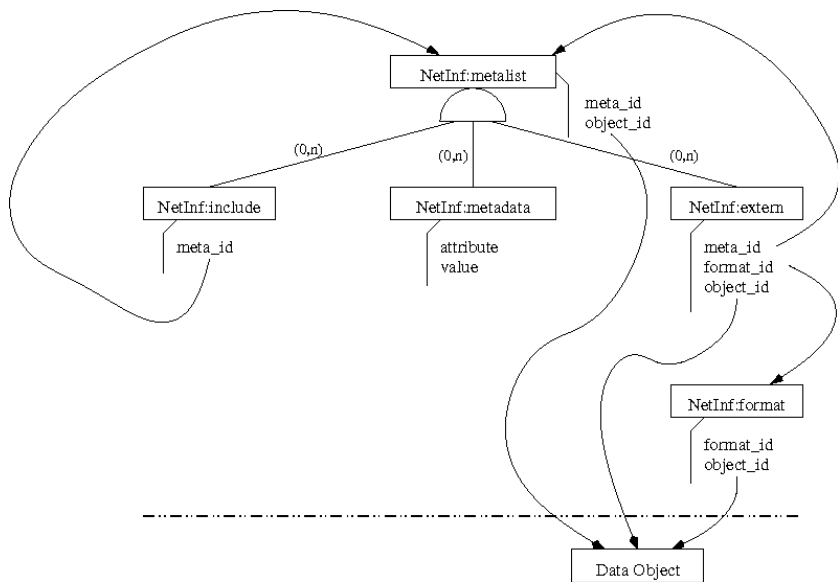 NetInf:metalist
meta_id
object_id
(0,n)
(0,n)
(0,n)
NetInf:include
NetInf:metadata
NetInf:extern
meta_id
attribute
value
meta_id
format_id
object_id
NetInf:format
format_id
object_id
Data Object